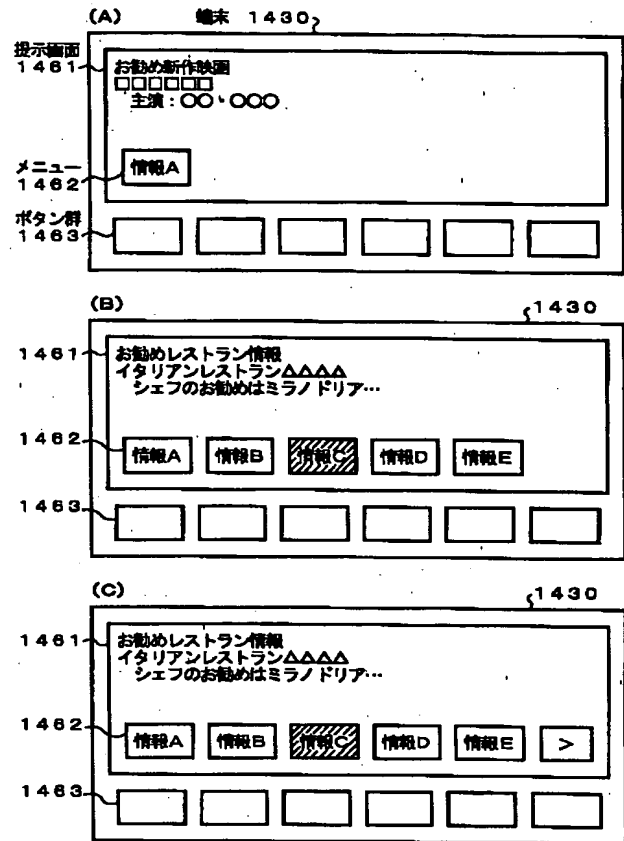 (A) 端末 1430
提示画面
1461
お勧め新作映画
□□□□□□
主演:○○・○○○
メニュー
1462
情報A
ボタン群
1463
(B) 1430
1461
お勧めレストラン情報
イタリアンレストラン△△△△
シェフのお勧めはミラノドリア…
1462
情報A 情報B 情報C 情報D 情報E
1463
(C) 1430
1461
お勧めレストラン情報
イタリアンレストラン△△△△
シェフのお勧めはミラノドリア…
1462
情報A 情報B 情報C 情報D 情報E >
1463